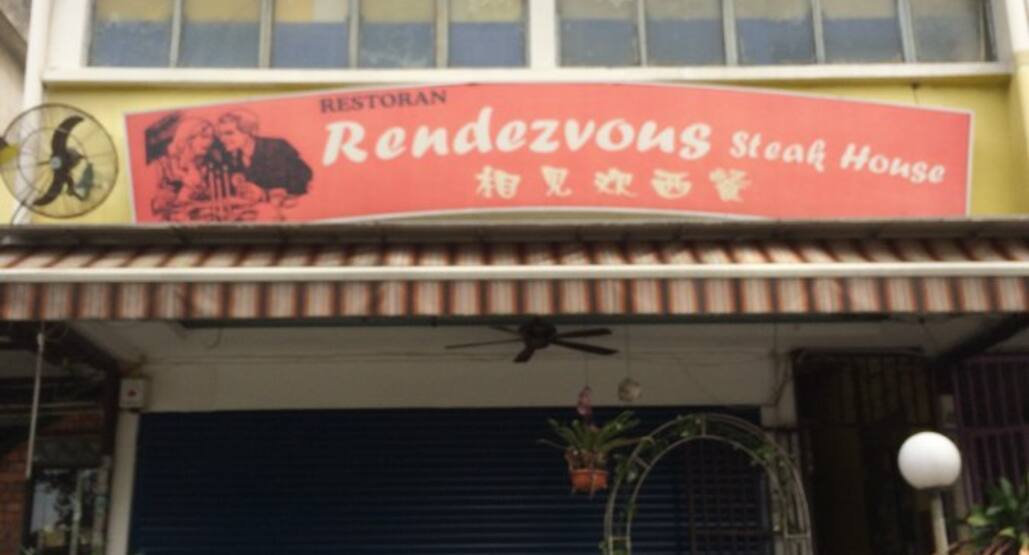 RESTORAN
Rendezvous Steak House
相见欢西餐